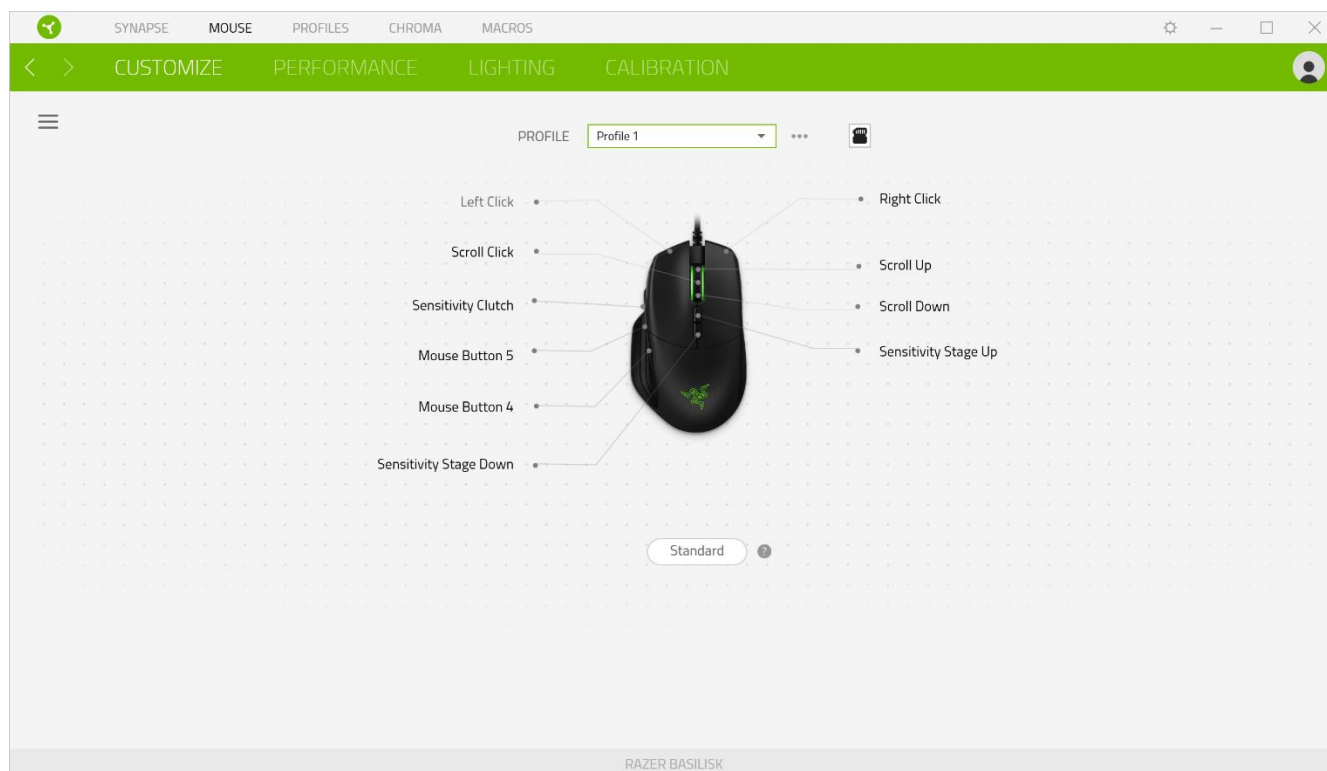 SYNAPSE MOUSE PROFILES CHROMA MACROS
CUSTOMIZE PERFORMANCE LIGHTING CALIBRATION
PROFILE Profile 1
Left Click
Right Click
Scroll Click
Scroll Up
Sensitivity Clutch
Scroll Down
Mouse Button 5
Sensitivity Stage Up
Mouse Button 4
Sensitivity Stage Down
Standard ?
RAZER BASILISK